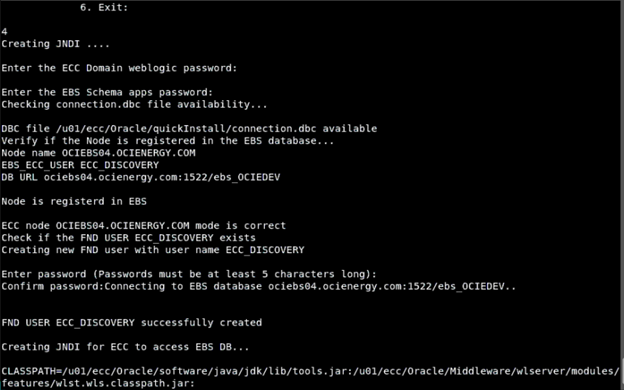 6. Exit:
4
Creating JNDI ....
Enter the ECC Domain weblogic password:
Enter the EBS Schema apps password:
Checking connection.dbc file availability...
DBC file /u01/ecc/Oracle/quickInstall/connection.dbc available
Verify if the Node is registered in the EBS database...
Node name OCIEBS04.OCIENERGY.COM
EBS_ECC_USER ECC_DISCOVERY
DB URL ociebs04.ocienergy.com:1522/ebs_OCIEDEV
Node is registerd in EBS
ECC node OCIEBS04.OCIENERGY.COM mode is correct
Check if the FND USER ECC_DISCOVERY exists
Creating new FND user with user name ECC_DISCOVERY
Enter password (Passwords must be at least 5 characters long):
Confirm password:Connecting to EBS database ociebs04.ocienergy.com:1522/ebs_OCIEDEV..
FND USER ECC_DISCOVERY successfully created
Creating JNDI for ECC to access EBS DB...
CLASSPATH=/u01/ecc/Oracle/software/java/jdk/lib/tools.jar:/u01/ecc/Oracle/Middleware/wlserver/modules/
features/wlst.wls.classpath.jar: